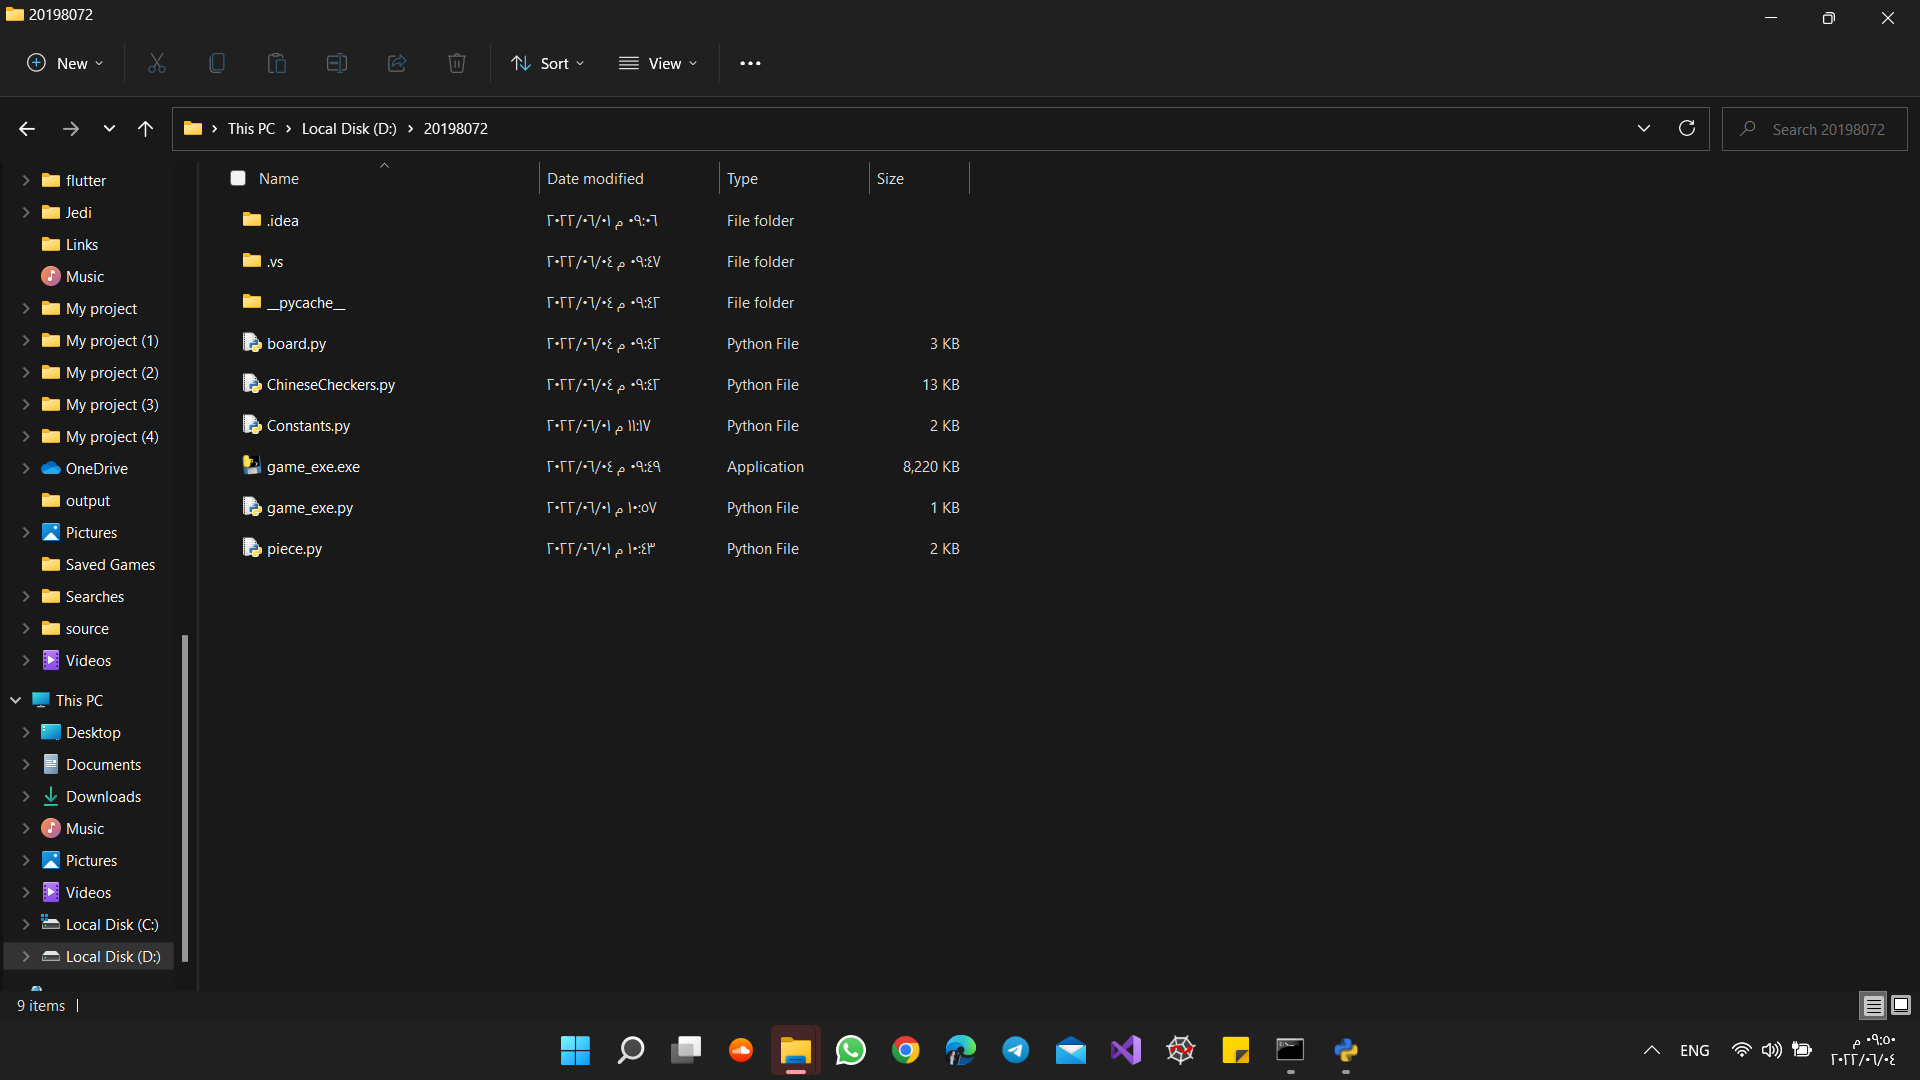 20198072
New
Sort
View
This PC
Local Disk (D:)
20198072
Search 20198072
flutter
Jedi
Links
Music
My project
My project (1)
My project (2)
My project (3)
My project (4)
OneDrive
output
Pictures
Saved Games
Searches
source
Videos
This PC
Desktop
Documents
Downloads
Music
Pictures
Videos
Local Disk (C:)
Local Disk (D:)
Name Date modified Type Size
.idea ٢٠٢٢/٠٦/٠١ م ٠٩:٠٦ File folder
.vs ٢٠٢٢/٠٦/٠٤ م ٠٩:٤٧ File folder
__pycache__ ٢٠٢٢/٠٦/٠٤ م ٠٩:٤٢ File folder
board.py ٢٠٢٢/٠٦/٠٤ م ٠٩:٤٢ Python File 3 KB
ChineseCheckers.py ٢٠٢٢/٠٦/٠٤ م ٠٩:٤٢ Python File 13 KB
Constants.py ٢٠٢٢/٠٦/٠١ م ١١:١٧ Python File 2 KB
game_exe.exe ٢٠٢٢/٠٦/٠٤ م ٠٩:٤٩ Application 8,220 KB
game_exe.py ٢٠٢٢/٠٦/٠١ م ١٠:٥٧ Python File 1 KB
piece.py ٢٠٢٢/٠٦/٠١ م ١٠:٤٣ Python File 2 KB
9 items
ENG
٠٩:٥٠ م
٢٠٢٢/٠٦/٠٤